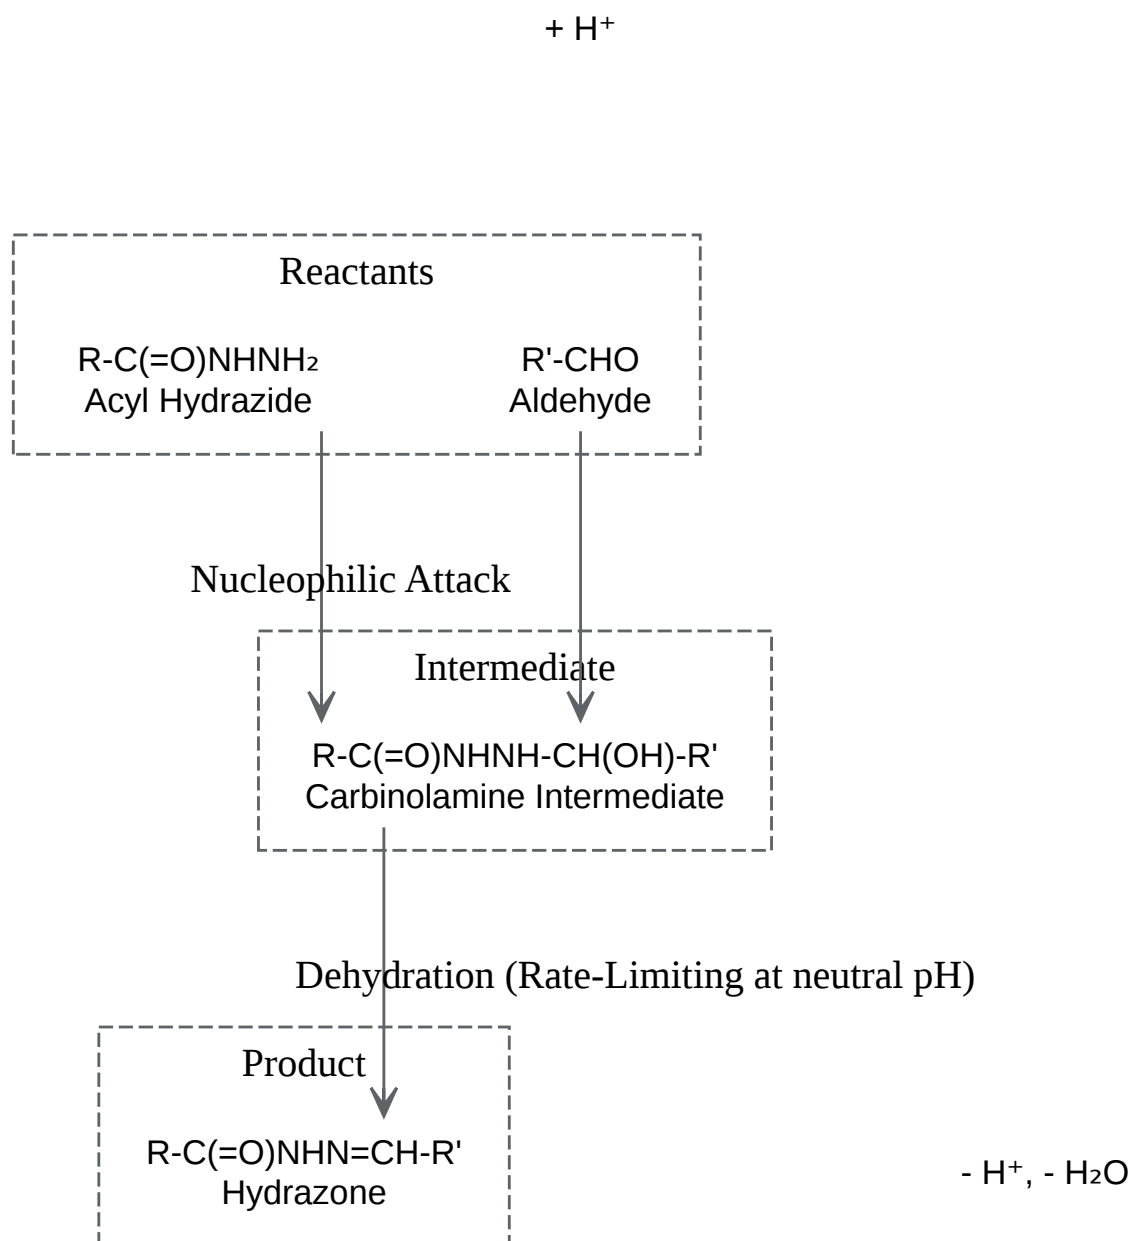 + H⁺
Reactants
R-C(=O)NHNH₂
Acyl Hydrazide
R'-CHO
Aldehyde
Nucleophilic Attack
Intermediate
R-C(=O)NHNH-CH(OH)-R'
Carbinolamine Intermediate
Dehydration (Rate-Limiting at neutral pH)
Product
R-C(=O)NHN=CH-R'
Hydrazone
- H⁺, - H₂O